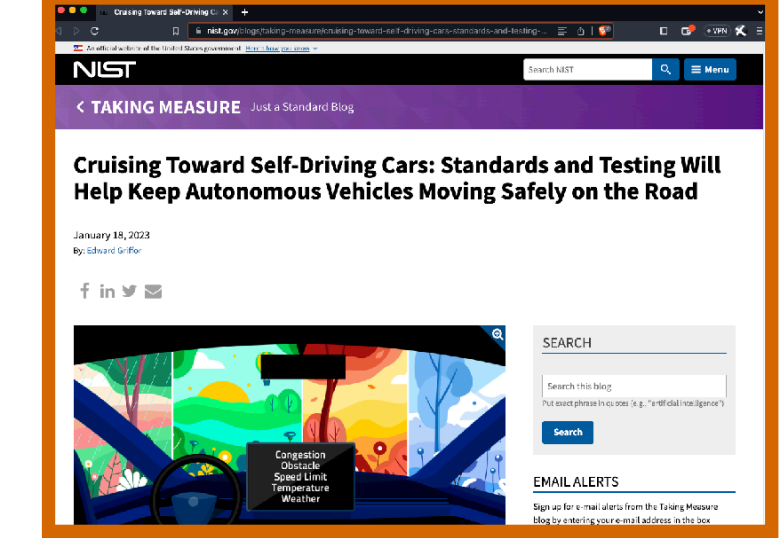 Cruising Toward Self-Driving C
nist.gov/blogs/taking-measure/cruising-toward-self-driving-cars-standards-and-testing-...
VPN
An official website of the United States government Here's how you know
NIST
Search NIST
Menu
< TAKING MEASURE Just a Standard Blog
Cruising Toward Self-Driving Cars: Standards and Testing Will
Help Keep Autonomous Vehicles Moving Safely on the Road
January 18, 2023
By: Edward Griffor
SEARCH
Search this blog
Put exact phrase in quotes (e.g., "artificial intelligence")
Search
Congestion
Obstacle
Speed Limit
Temperature
Weather
EMAIL ALERTS
Sign up for e-mail alerts from the Taking Measure
blog by entering your e-mail address in the box